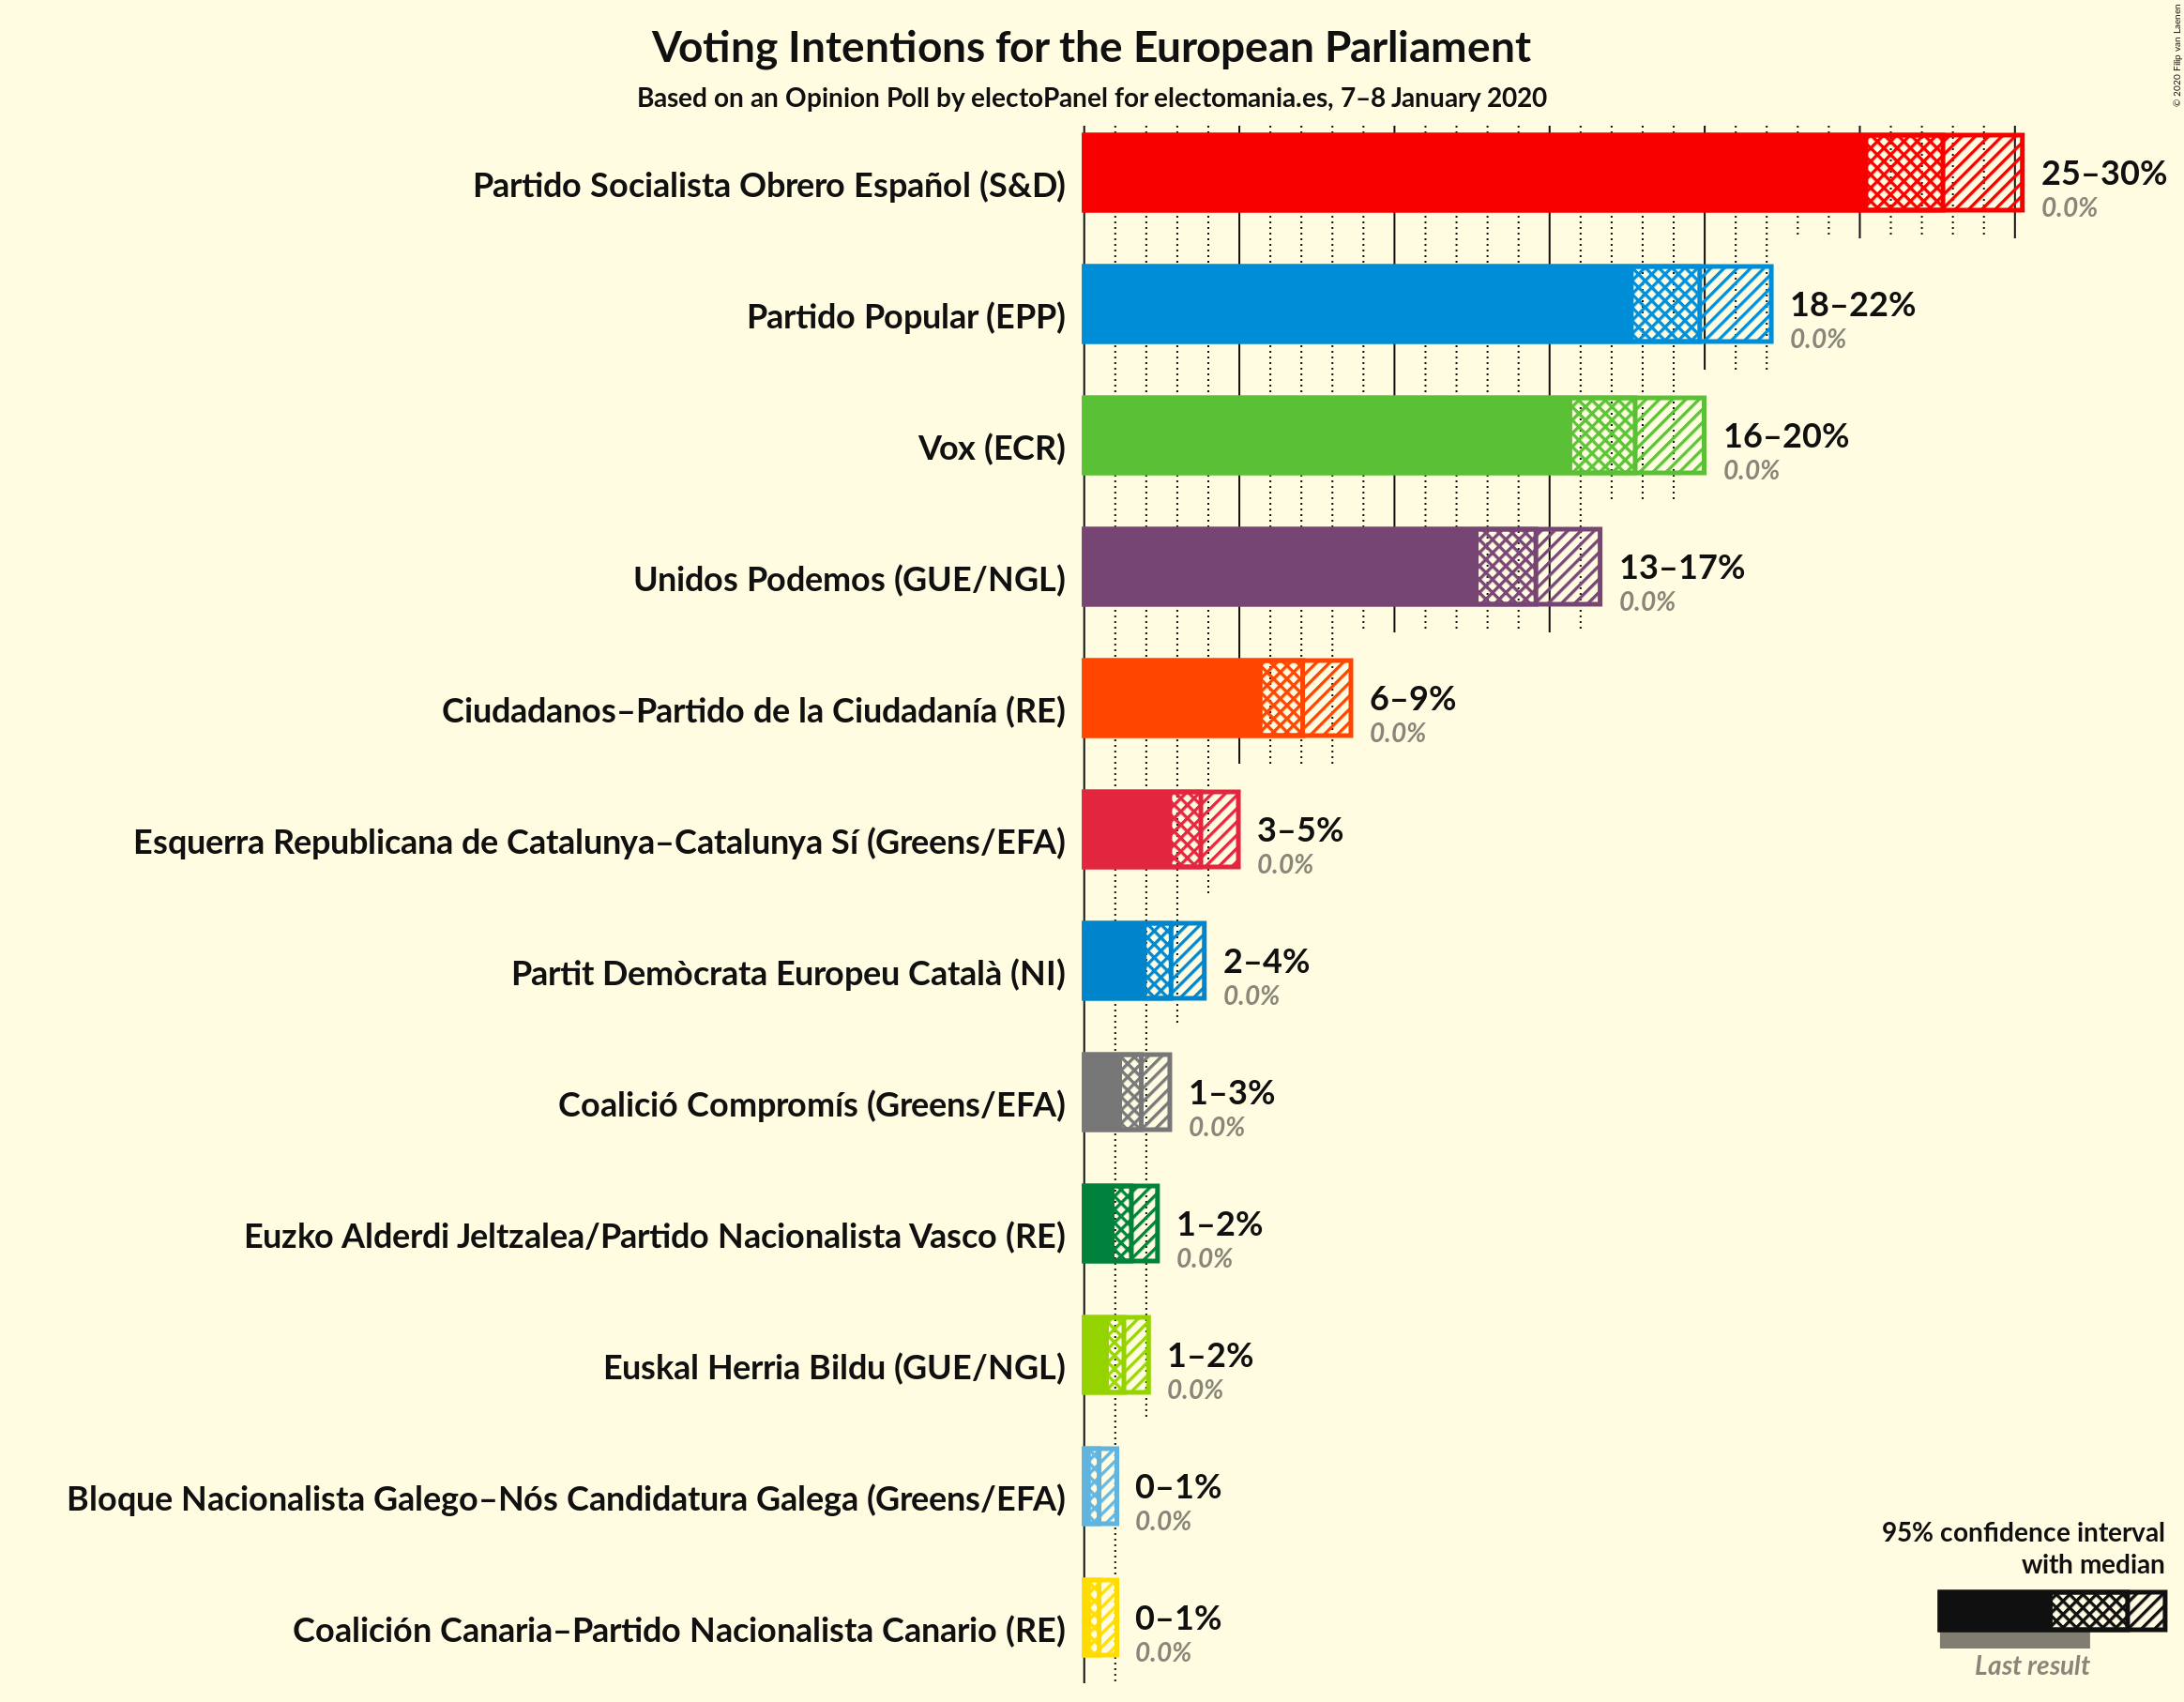 Voting Intentions for the European Parliament
Based on an Opinion Poll by electoPanel for electomania.es, 7–8 January 2020
© 2020 Filip van Laenen
Partido Socialista Obrero Español (S&D)
25–30%
0.0%
Partido Popular (EPP)
18–22%
0.0%
Vox (ECR)
16–20%
0.0%
Unidos Podemos (GUE/NGL)
13–17%
0.0%
Ciudadanos–Partido de la Ciudadanía (RE)
6–9%
0.0%
Esquerra Republicana de Catalunya–Catalunya Sí (Greens/EFA)
3–5%
0.0%
Partit Demòcrata Europeu Català (NI)
2–4%
0.0%
Coalició Compromís (Greens/EFA)
1–3%
0.0%
Euzko Alderdi Jeltzalea/Partido Nacionalista Vasco (RE)
1–2%
0.0%
Euskal Herria Bildu (GUE/NGL)
1–2%
0.0%
Bloque Nacionalista Galego–Nós Candidatura Galega (Greens/EFA)
0–1%
0.0%
Coalición Canaria–Partido Nacionalista Canario (RE)
0–1%
0.0%
95% confidence interval
with median
Last result